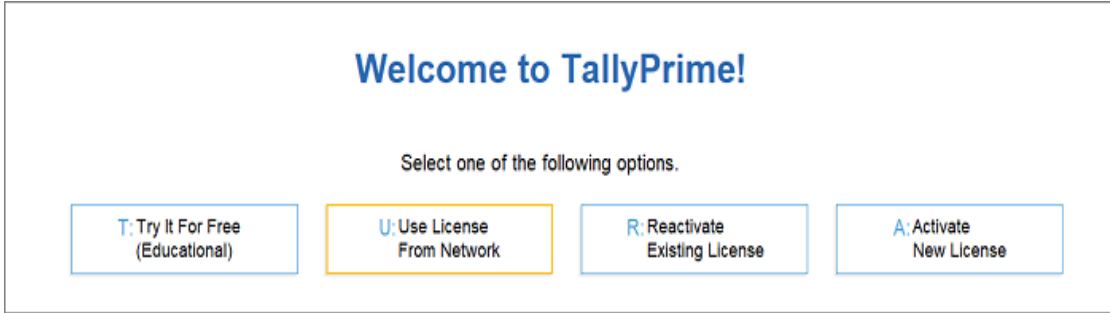 Welcome to TallyPrime!
Select one of the following options.
T: Try It For Free
(Educational)
U: Use License
From Network
R: Reactivate
Existing License
A: Activate
New License